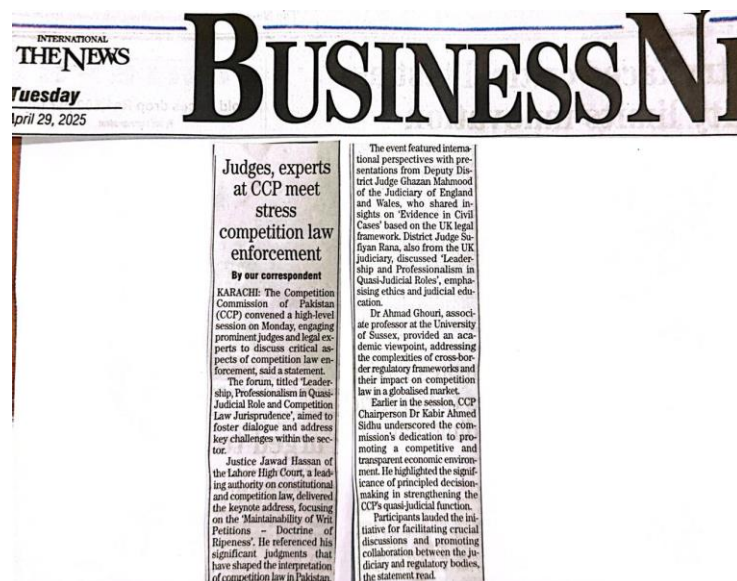 INTERNATIONAL
THE NEWS
Tuesday
April 29, 2025
BUSINESS
Judges, experts
at CCP meet
stress
competition law
enforcement
By our correspondent
KARACHI: The Competition
Commission of Pakistan
(CCP) convened a high-level
session on Monday, engaging
prominent judges and legal ex-
perts to discuss critical as-
pects of competition law en-
forcement, said a statement.
The forum, titled 'Leader-
ship, Professionalism in Quasi-
Judicial Role and Competition
Law Jurisprudence', aimed to
foster dialogue and address
key challenges within the sec-
tor.
Justice Jawad Hassan of
the Lahore High Court, a lead-
ing authority on constitutional
and competition law, delivered
the keynote address, focusing
on the 'Maintainability of Writ
Petitions – Doctrine of
Ripeness'. He referenced his
significant judgments that
have shaped the interpretation
of competition law in Pakistan.
The event featured interna-
tional perspectives with pre-
sentations from Deputy Dis-
trict Judge Ghazan Mahmood
of the Judiciary of England
and Wales, who shared in-
sights on 'Evidence in Civil
Cases' based on the UK legal
framework. District Judge Su-
fiyan Rana, also from the UK
judiciary, discussed 'Leader-
ship and Professionalism in
Quasi-Judicial Roles', empha-
sising ethics and judicial edu-
cation.
Dr Ahmad Ghouri, associ-
ate professor at the University
of Sussex, provided an aca-
demic viewpoint, addressing
the complexities of cross-bor-
der regulatory frameworks and
their impact on competition
law in a globalised market.
Earlier in the session, CCP
Chairperson Dr Kabir Ahmed
Sidhu underscored the com-
mission's dedication to pro-
moting a competitive and
transparent economic environ-
ment. He highlighted the signif-
icance of principled decision-
making in strengthening the
CCP's quasi-judicial function.
Participants lauded the ini-
tiative for facilitating crucial
discussions and promoting
collaboration between the ju-
diciary and regulatory bodies,
the statement read.